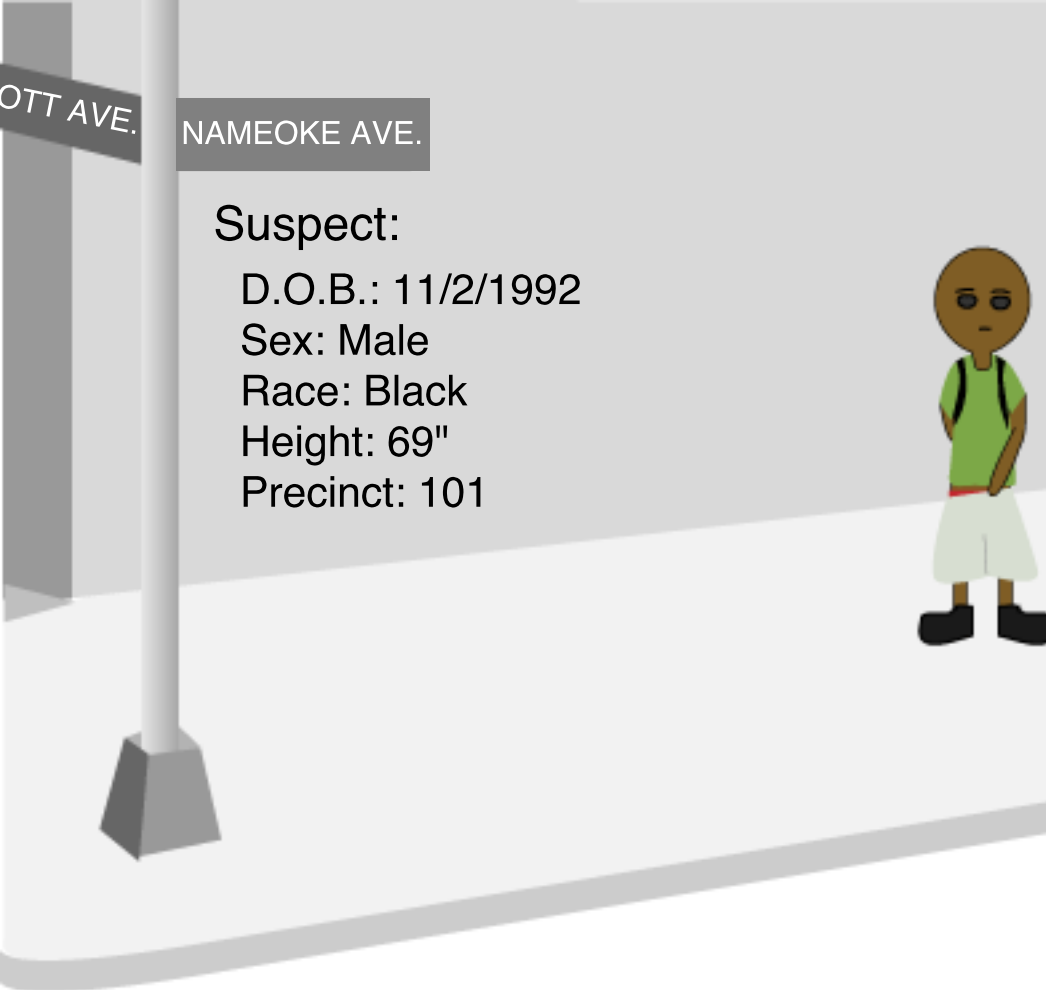 OTT AVE.
NAMEOKE AVE.
Suspect:
D.O.B.: 11/2/1992
Sex: Male
Race: Black
Height: 69"
Precinct: 101